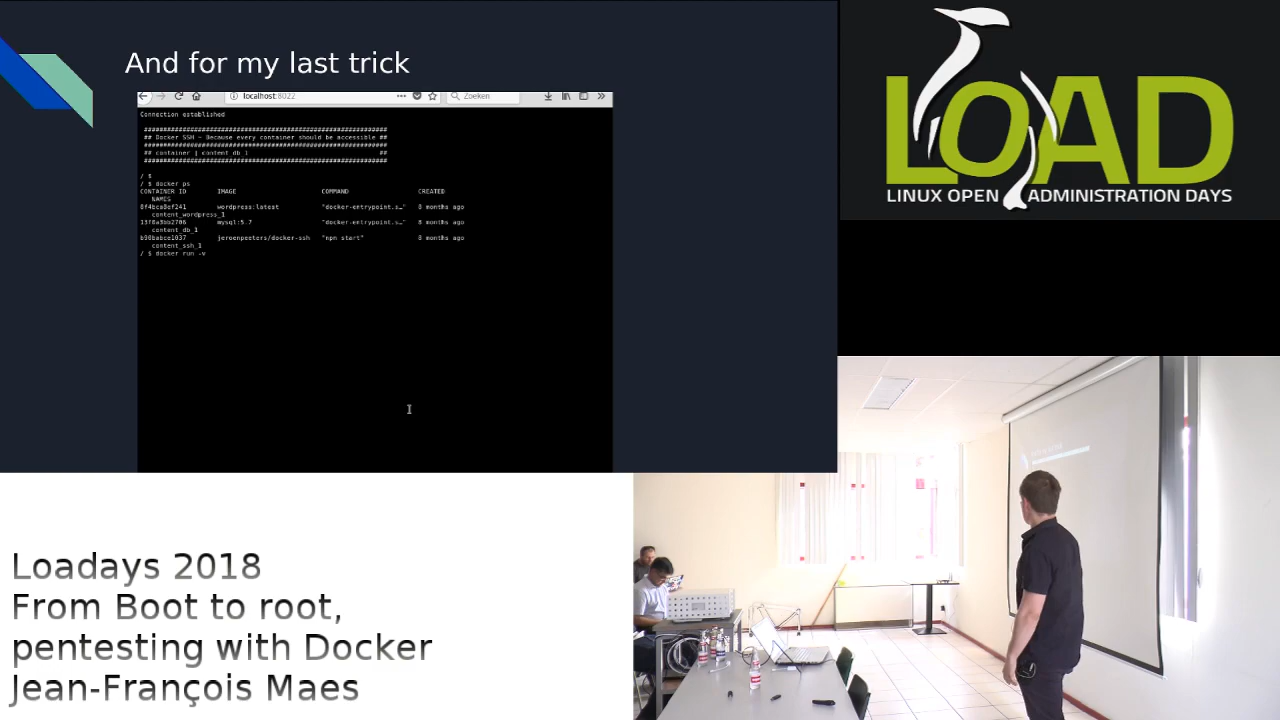 And for my last trick
localhost:8022
Zoeken
Connection established
################################################################
## Docker SSH ~ Because every container should be accessible ##
################################################################
## container | content_db_1 ##
################################################################
/ $
/ $ docker ps
CONTAINER ID IMAGE COMMAND CREATED
NAMES
wordpress:latest "docker-entrypoint.s…" 8 months ago
content_wordpress_1
mysql:5.7 "docker-entrypoint.s…" 8 months ago
content_db_1
b90babce1037 jeroenpeeters/docker-ssh "npm start" 8 months ago
content_ssh_1
/ $ docker run -v
LOAD
LINUX OPEN ADMINISTRATION DAYS
Loadays 2018
From Boot to root,
pentesting with Docker
Jean-François Maes